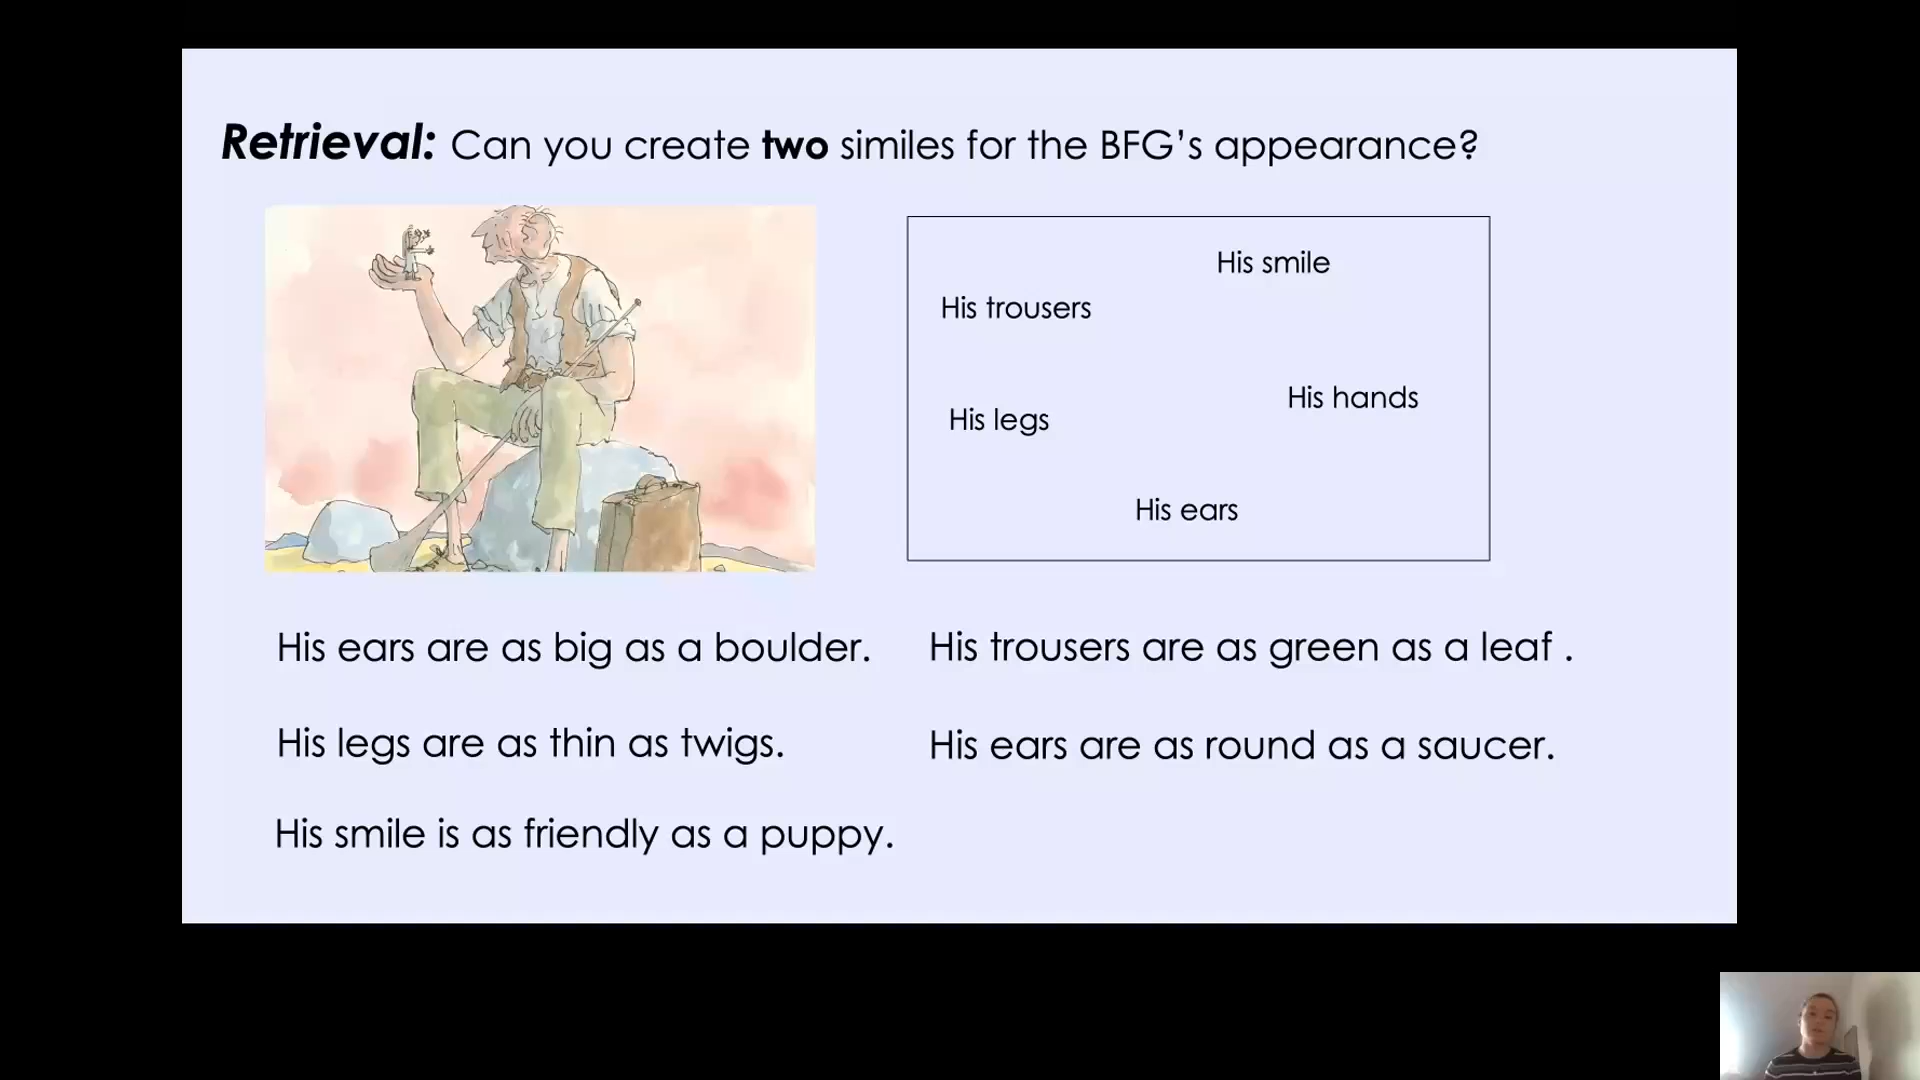 Retrieval: Can you create two similes for the BFG’s appearance?
His smile
His trousers
His hands
His legs
His ears
His ears are as big as a boulder.
His trousers are as green as a leaf .
His legs are as thin as twigs.
His ears are as round as a saucer.
His smile is as friendly as a puppy.